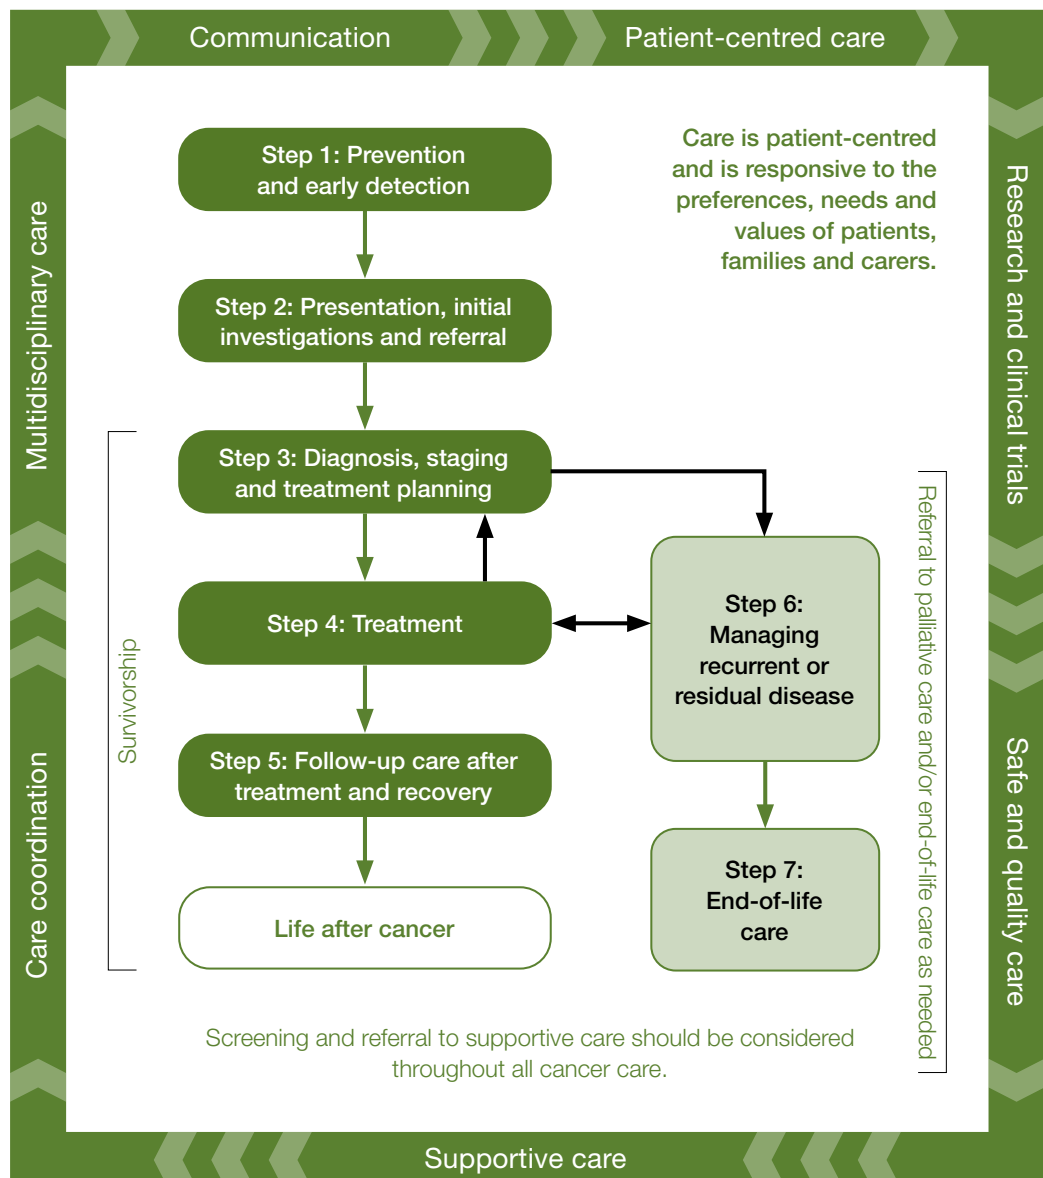 Communication
Patient-centred care
Multidisciplinary care
Care coordination
Research and clinical trials
Safe and quality care
Supportive care
Care is patient-centred
and is responsive to the
preferences, needs and
values of patients,
families and carers.
Step 1: Prevention
and early detection
Step 2: Presentation, initial
investigations and referral
Step 3: Diagnosis, staging
and treatment planning
Step 4: Treatment
Step 5: Follow-up care after
treatment and recovery
Life after cancer
Survivorship
Step 6:
Managing
recurrent or
residual disease
Step 7:
End-of-life
care
Referral to palliative care and/or end-of-life care as needed
Screening and referral to supportive care should be considered
throughout all cancer care.